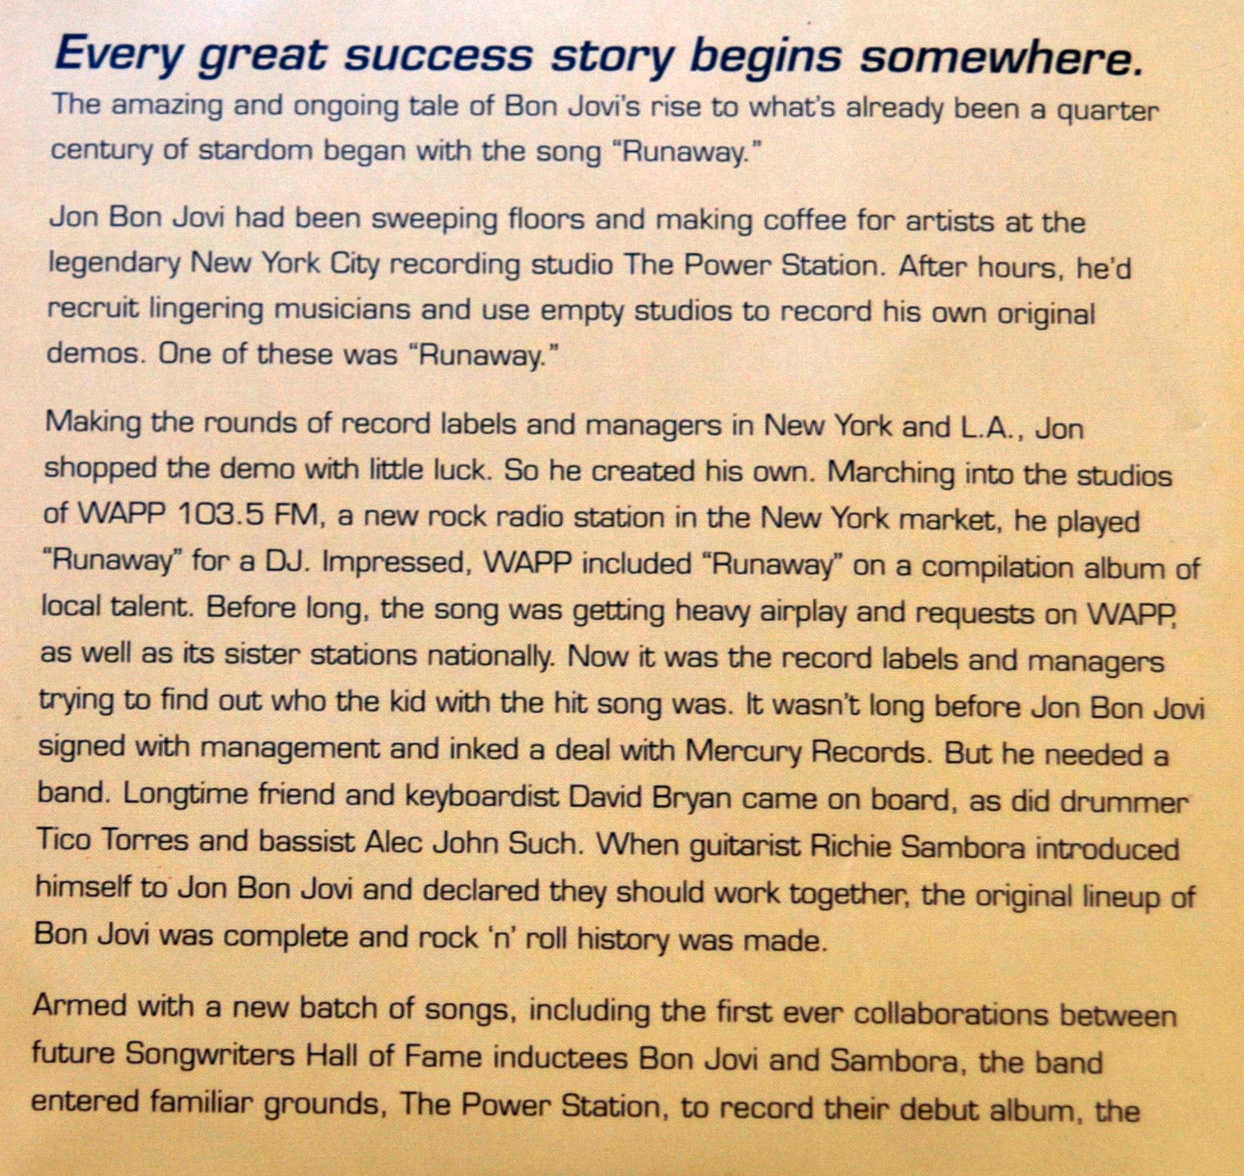 Every great success story begins somewhere.
The amazing and ongoing tale of Bon Jovi's rise to what's already been a quarter
century of stardom began with the song “Runaway.”
Jon Bon Jovi had been sweeping floors and making coffee for artists at the
legendary New York City recording studio The Power Station. After hours, he'd
recruit lingering musicians and use empty studios to record his own original
demos. One of these was “Runaway.”
Making the rounds of record labels and managers in New York and L.A., Jon
shopped the demo with little luck. So he created his own. Marching into the studios
of WAPP 103.5 FM, a new rock radio station in the New York market, he played
“Runaway” for a DJ. Impressed, WAPP included “Runaway” on a compilation album of
local talent. Before long, the song was getting heavy airplay and requests on WAPP,
as well as its sister stations nationally. Now it was the record labels and managers
trying to find out who the kid with the hit song was. It wasn't long before Jon Bon Jovi
signed with management and inked a deal with Mercury Records. But he needed a
band. Longtime friend and keyboardist David Bryan came on board, as did drummer
Tico Torres and bassist Alec John Such. When guitarist Richie Sambora introduced
himself to Jon Bon Jovi and declared they should work together, the original lineup of
Bon Jovi was complete and rock 'n' roll history was made.
Armed with a new batch of songs, including the first ever collaborations between
future Songwriters Hall of Fame inductees Bon Jovi and Sambora, the band
entered familiar grounds, The Power Station, to record their debut album, the